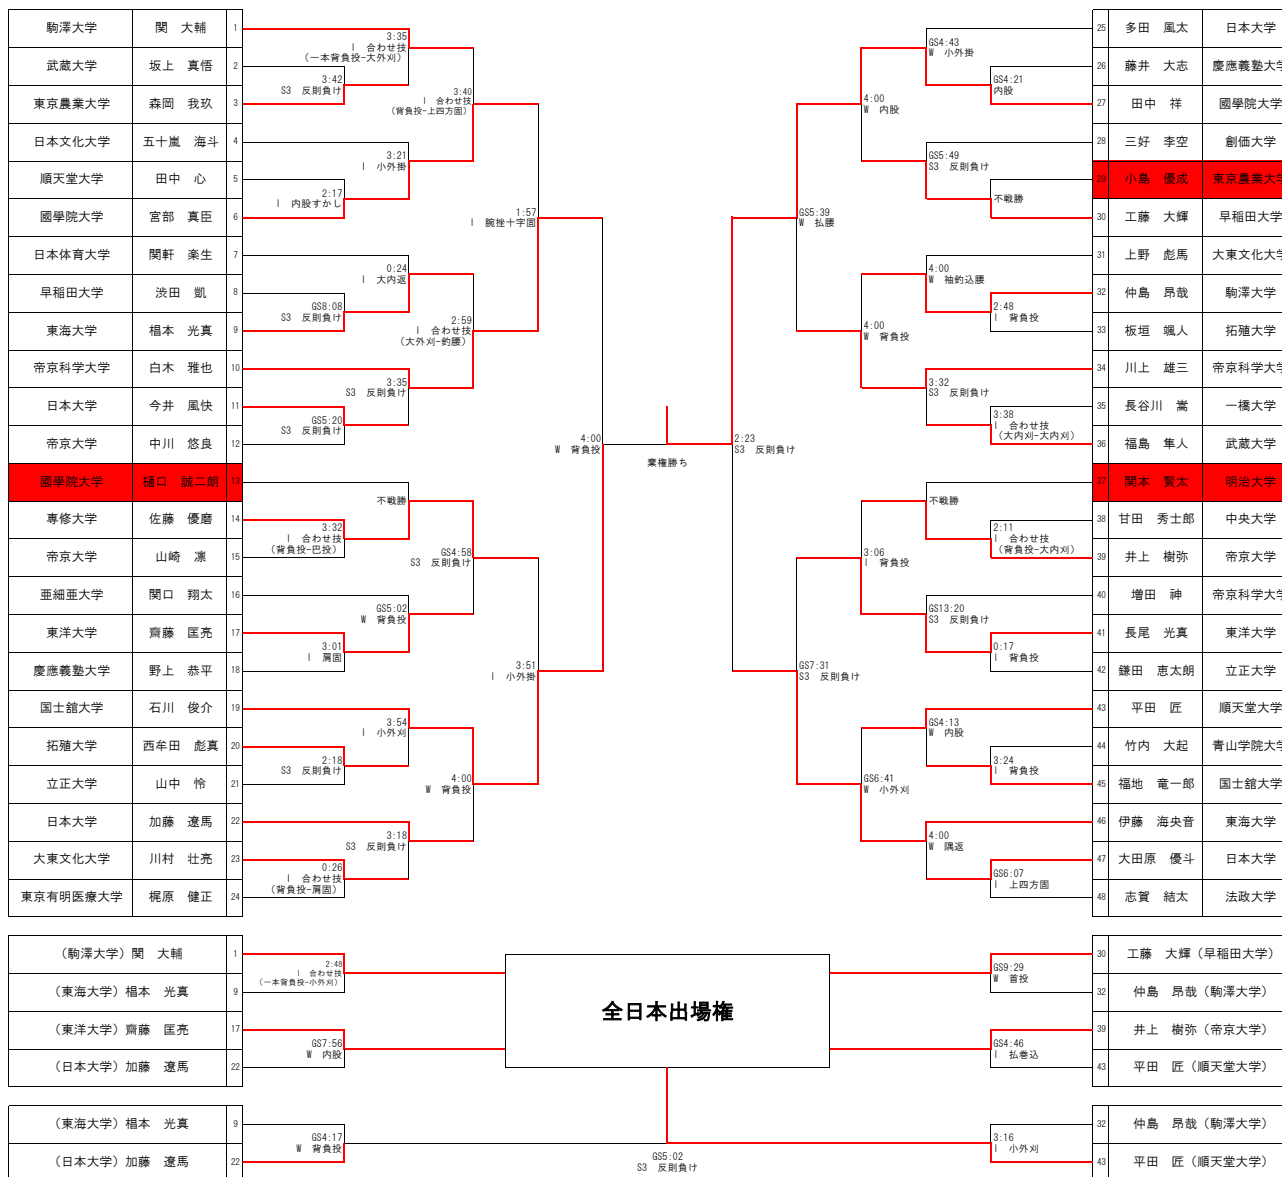 駒澤大学 関 大輔 1
武蔵大学 坂上 真悟 2
東京農業大学 森岡 我玖 3
日本文化大学 五十嵐 海斗 4
順天堂大学 田中 心 5
國學院大学 宮部 真臣 6
日本体育大学 関軒 楽生 7
早稲田大学 渋田 凱 8
東海大学 椙本 光真 9
帝京科学大学 白木 雅也 10
日本大学 今井 風快 11
帝京大学 中川 悠良 12
國學院大学 樋口 誠二朗 13
専修大学 佐藤 優磨 14
帝京大学 山崎 凛 15
亜細亜大学 関口 翔太 16
東洋大学 齋藤 匡亮 17
慶應義塾大学 野上 恭平 18
国士舘大学 石川 俊介 19
拓殖大学 西牟田 彪真 20
立正大学 山中 怜 21
日本大学 加藤 遼馬 22
大東文化大学 川村 壮亮 23
東京有明医療大学 梶原 健正 24
3:42
S3 反則負け
2:17
I 内股すかし
GS8:08
S3 反則負け
GS5:20
S3 反則負け
3:32
I 合わせ技
(背負投-巴投)
3:01
I 肩固
2:18
S3 反則負け
0:26
I 合わせ技
(背負投-肩固)
3:35
I 合わせ技
(一本背負投-大外刈)
3:21
I 小外掛
0:24
I 大内返
3:35
S3 反則負け
不戦勝
GS5:02
W 背負投
3:54
I 小外刈
3:18
S3 反則負け
3:40
I 合わせ技
(背負投-上四方固)
2:59
I 合わせ技
(大外刈-釣腰)
GS4:58
S3 反則負け
4:00
W 背負投
1:57
I 腕挫十字固
3:51
I 小外掛
4:00
W 背負投
棄権勝ち
2:23
S3 反則負け
GS5:39
W 払腰
GS7:31
S3 反則負け
4:00
W 内股
4:00
W 背負投
3:06
I 背負投
GS6:41
W 小外刈
GS4:43
W 小外掛
GS5:49
S3 反則負け
4:00
W 袖釣込腰
3:32
S3 反則負け
不戦勝
GS13:20
S3 反則負け
GS4:13
W 内股
4:00
W 隅返
GS4:21
内股
不戦勝
2:48
I 背負投
3:38
I 合わせ技
(大内刈-大内刈)
2:11
I 合わせ技
(背負投-大内刈)
0:17
I 背負投
3:24
I 背負投
GS6:07
I 上四方固
25 多田 風太 日本大学
26 藤井 大志 慶應義塾大学
27 田中 祥 國學院大学
28 三好 李空 創価大学
29 小島 優成 東京農業大学
30 工藤 大輝 早稲田大学
31 上野 彪馬 大東文化大学
32 仲島 昂哉 駒澤大学
33 板垣 颯人 拓殖大学
34 川上 雄三 帝京科学大学
35 長谷川 嵩 一橋大学
36 福島 隼人 武蔵大学
37 関本 賢太 明治大学
38 甘田 秀士郎 中央大学
39 井上 樹弥 帝京大学
40 増田 神 帝京科学大学
41 長尾 光真 東洋大学
42 鎌田 恵太朗 立正大学
43 平田 匠 順天堂大学
44 竹内 大起 青山学院大学
45 福地 竜一郎 国士舘大学
46 伊藤 海央音 東海大学
47 大田原 優斗 日本大学
48 志賀 結太 法政大学
(駒澤大学)関 大輔 1
(東海大学)椙本 光真 9
(東洋大学)齋藤 匡亮 17
(日本大学)加藤 遼馬 22
2:48
I 合わせ技
(一本背負投-小外刈)
GS7:56
W 内股
全日本出場権
GS9:29
W 首投
GS4:46
I 払巻込
30 工藤 大輝(早稲田大学)
32 仲島 昂哉(駒澤大学)
39 井上 樹弥(帝京大学)
43 平田 匠(順天堂大学)
(東海大学)椙本 光真 9
(日本大学)加藤 遼馬 22
GS4:17
W 背負投
GS5:02
S3 反則負け
3:16
I 小外刈
32 仲島 昂哉(駒澤大学)
43 平田 匠(順天堂大学)